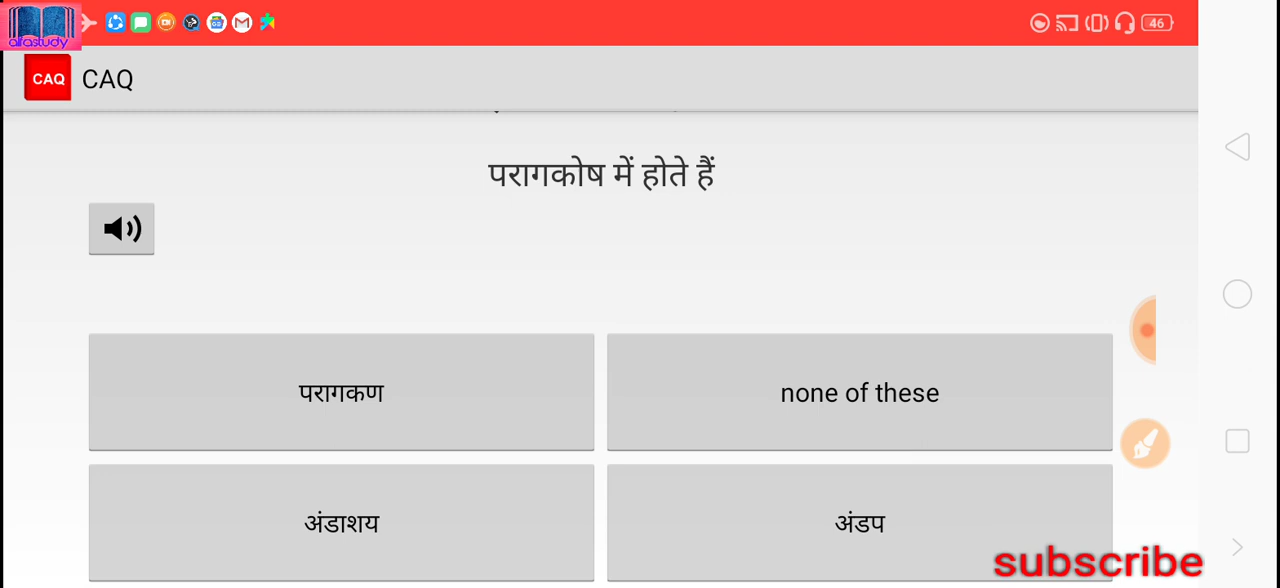 alfastudy
46
CAQ CAQ
परागकोष में होते हैं
परागकण
none of these
अंडाशय
अंडप
subscribe